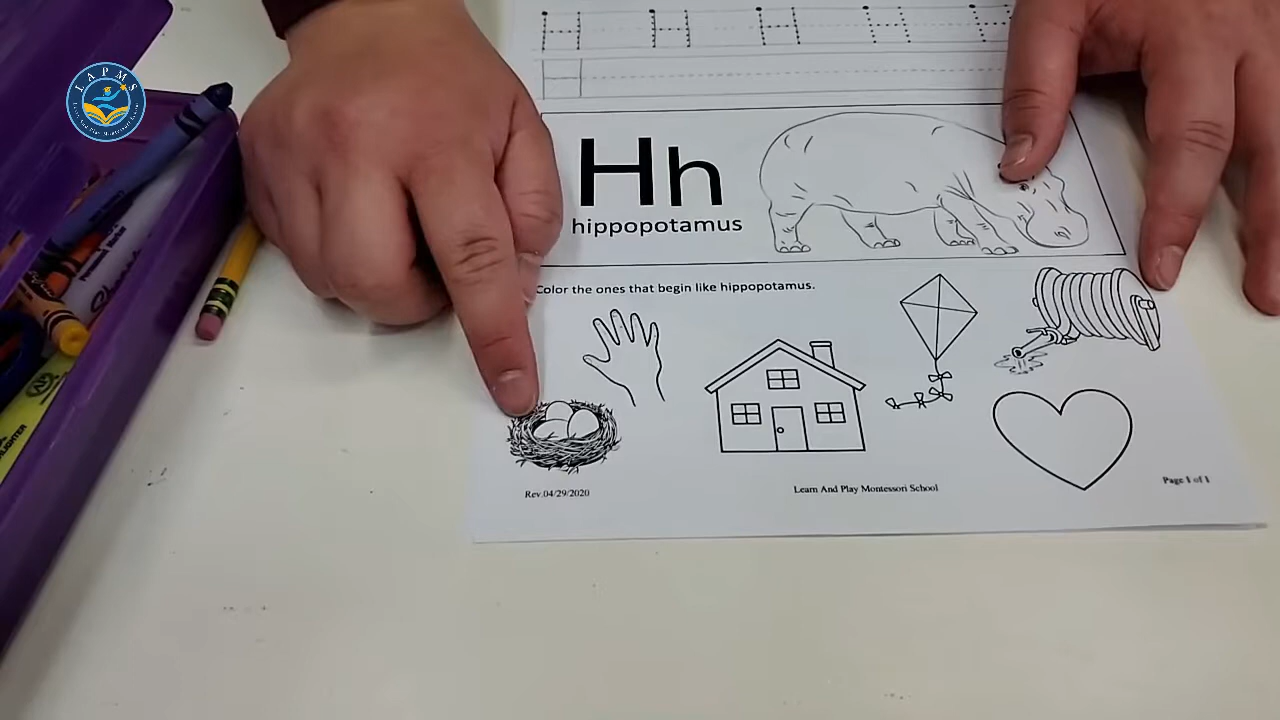 L A P M S
H H H H H
Hh
hippopotamus
Color the ones that begin like hippopotamus.
Rev.04/29/2020
Learn And Play Montessori School
Page 1 of 1